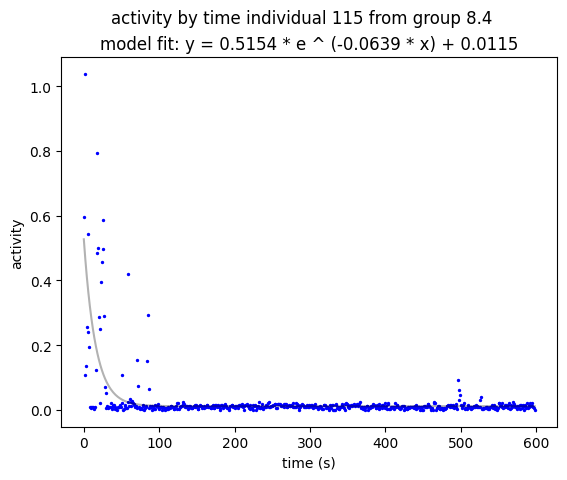 activity by time individual 115 from group 8.4
model fit: y = 0.5154 * e ^ (-0.0639 * x) + 0.0115
1.0
0.8
0.6
0.4
0.2
0.0
activity
0 100 200 300 400 500 600
time (s)